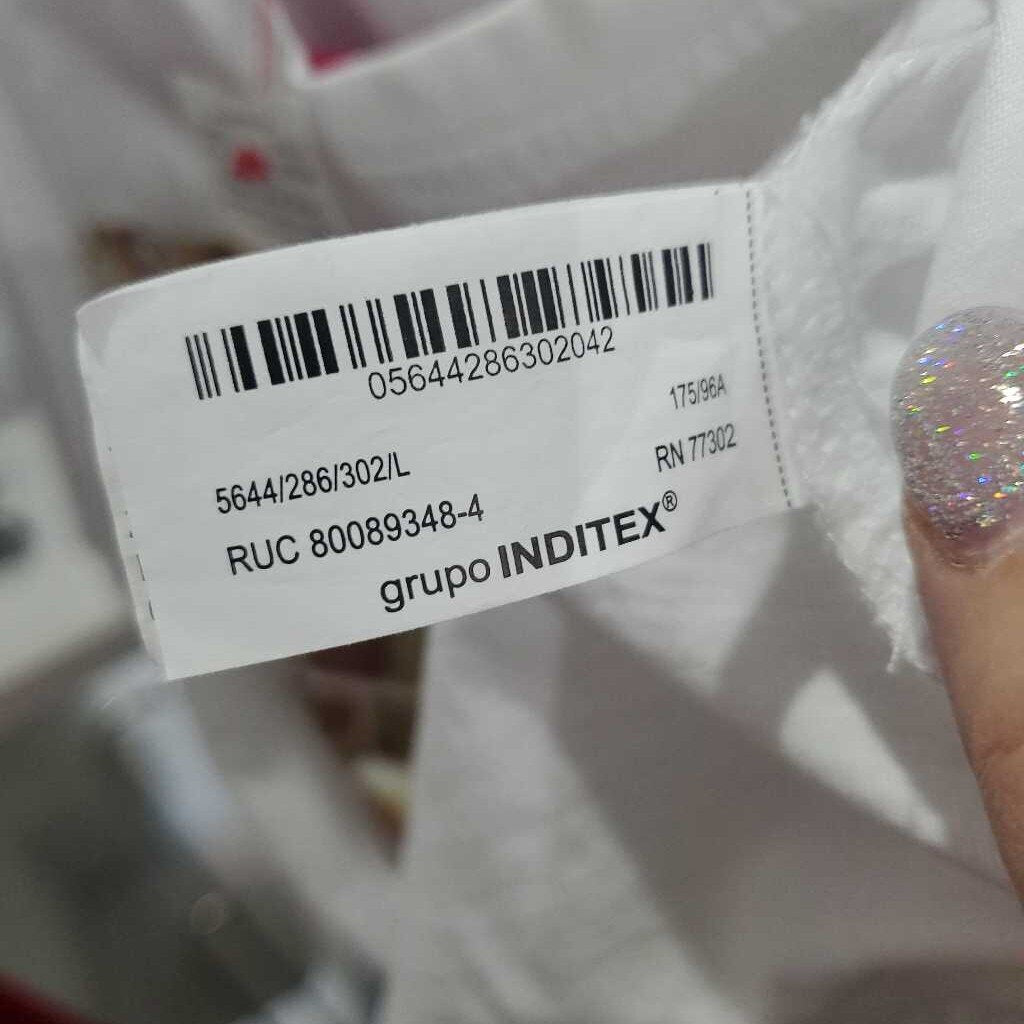 05644286302042
175/96A
5644/286/302/L
RN 77302
RUC 80089348-4
grupo INDITEX®